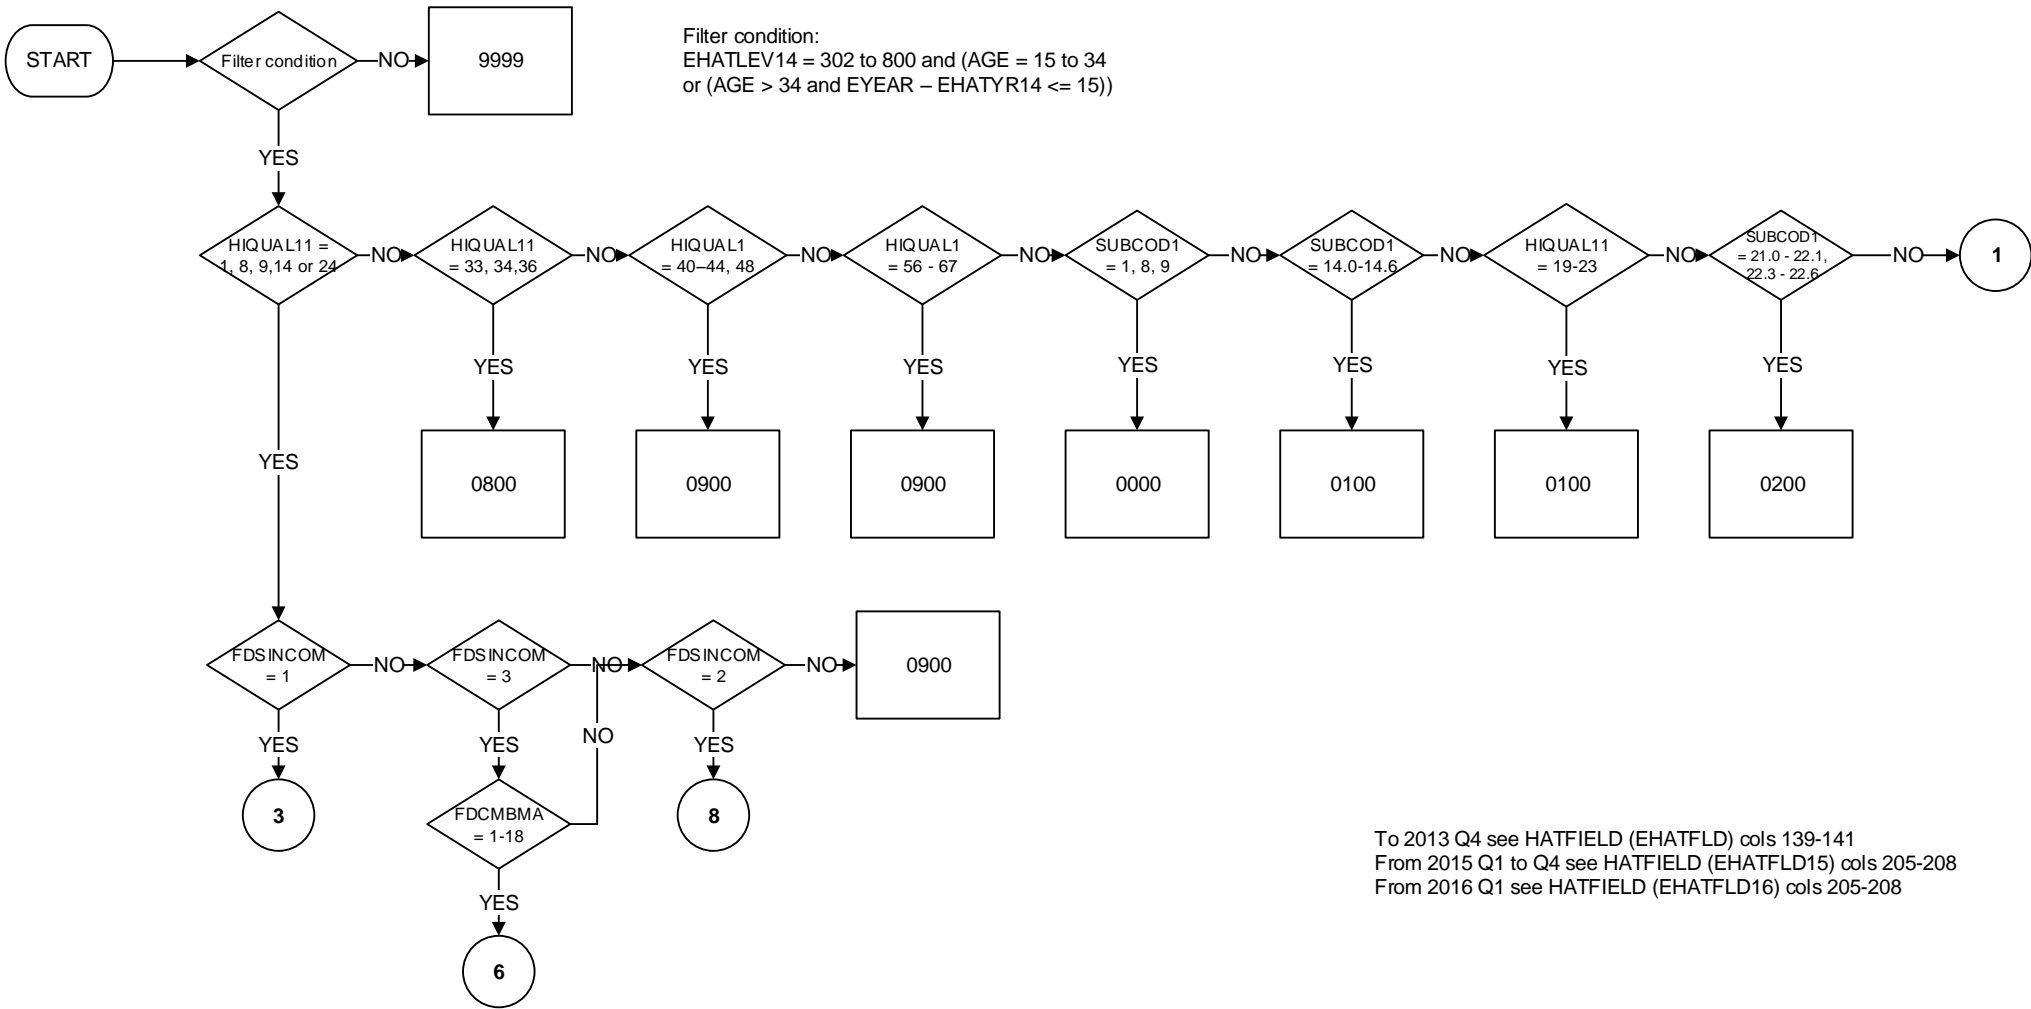 START
Filter condition
NO
9999
Filter condition:
EHATLEV14 = 302 to 800 and (AGE = 15 to 34
or (AGE > 34 and EYEAR – EHATYR14 <= 15))
YES
HIQUAL11 =
1, 8, 9,14 or 24
NO
HIQUAL11
= 33, 34,36
NO
HIQUAL1
= 40–44, 48
NO
HIQUAL1
= 56 - 67
NO
SUBCOD1
= 1, 8, 9
NO
SUBCOD1
= 14.0-14.6
NO
HIQUAL11
= 19-23
NO
SUBCOD1
= 21.0 - 22.1,
22.3 - 22.6
NO
1
YES
YES
YES
YES
YES
YES
YES
YES
0800
0900
0900
0000
0100
0100
0200
FDSINCOM
= 1
NO
FDSINCOM
= 3
NO
FDSINCOM
= 2
NO
0900
YES
YES
NO
YES
3
FDCMBMA
= 1-18
8
YES
6
To 2013 Q4 see HATFIELD (EHATFLD) cols 139-141
From 2015 Q1 to Q4 see HATFIELD (EHATFLD15) cols 205-208
From 2016 Q1 see HATFIELD (EHATFLD16) cols 205-208